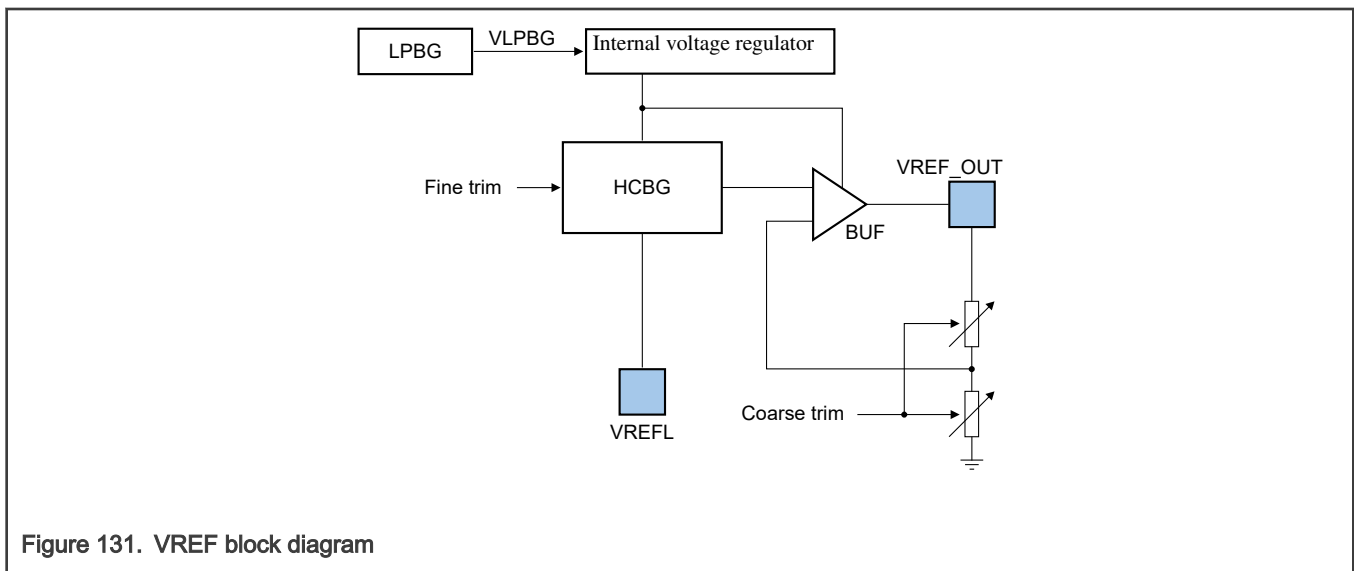 LPBG
VLPBG
Internal voltage regulator
Fine trim
HCBG
VREF_OUT
BUF
Coarse trim
VREFL
Figure 131. VREF block diagram